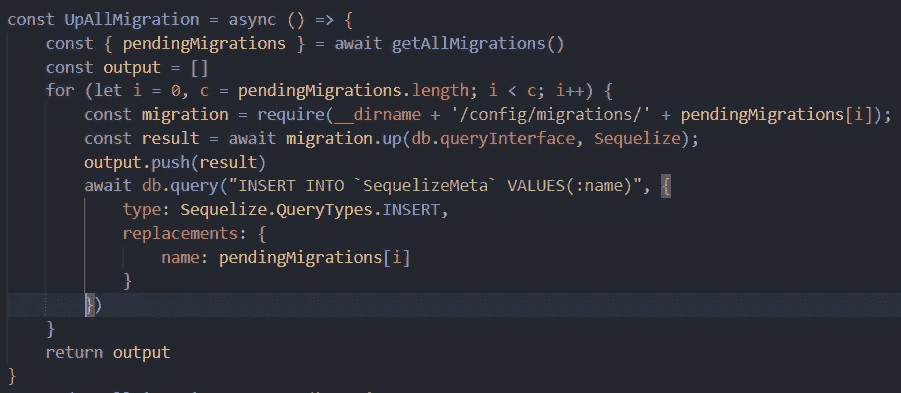 const UpAllMigration = async () => {
    const { pendingMigrations } = await getAllMigrations()
    const output = []
    for (let i = 0, c = pendingMigrations.length; i < c; i++) {
        const migration = require(__dirname + '/config/migrations/' + pendingMigrations[i]);
        const result = await migration.up(db.queryInterface, Sequelize);
        output.push(result)
        await db.query("INSERT INTO `SequelizeMeta` VALUES(:name)", {
            type: Sequelize.QueryTypes.INSERT,
            replacements: {
                name: pendingMigrations[i]
            }
        })
    }
    return output
}